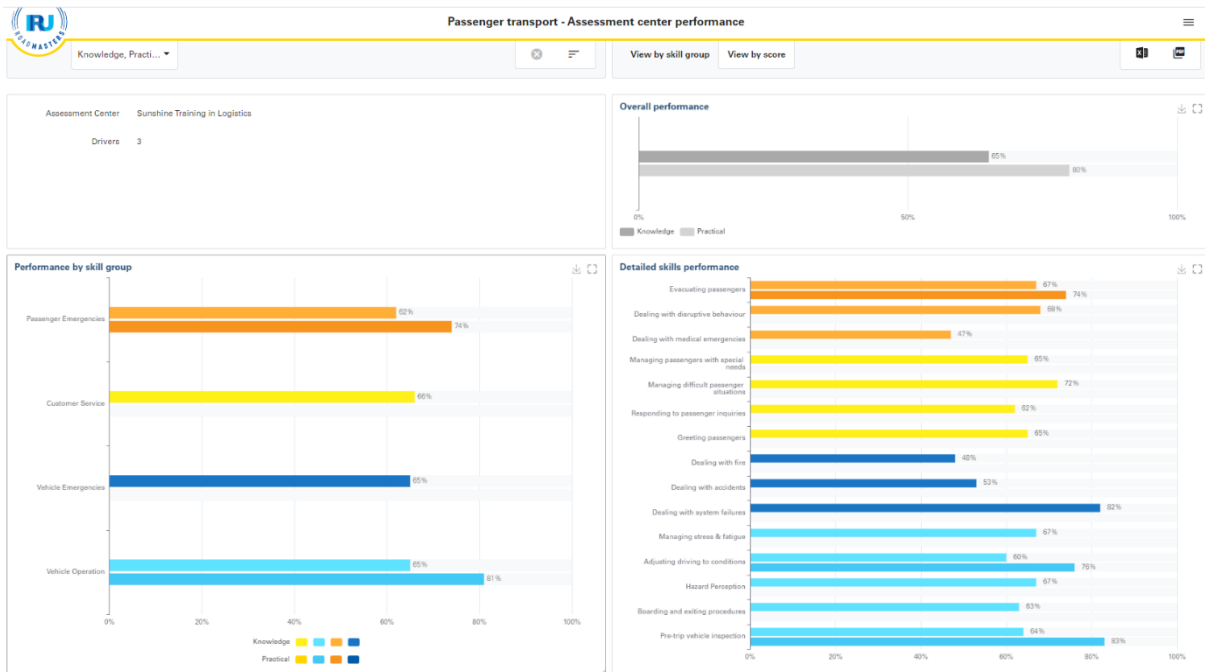 IRU
ROADMASTERS
Passenger transport - Assessment center performance
Knowledge, Practi...
View by skill group View by score
Assessment Center Sunshine Training in Logistics
Drivers 3
Overall performance
65%
80%
0% 50% 100%
Knowledge Practical
Performance by skill group
Passenger Emergencies 62%
74%
Customer Service 66%
Vehicle Emergencies 65%
Vehicle Operation 65%
81%
0% 20% 40% 60% 80% 100%
Knowledge
Practical
Detailed skills performance
Evacuating passengers 67%
74%
Dealing with disruptive behaviour 68%
Dealing with medical emergencies 47%
Managing passengers with special
needs 65%
Managing difficult passenger
situations 72%
Responding to passenger inquiries 62%
Greeting passengers 65%
Dealing with fire 48%
Dealing with accidents 53%
Dealing with system failures 82%
Managing stress & fatigue 67%
Adjusting driving to conditions 60%
76%
Hazard Perception 67%
Boarding and exiting procedures 63%
Pre-trip vehicle inspection 64%
83%
0% 20% 40% 60% 80% 100%